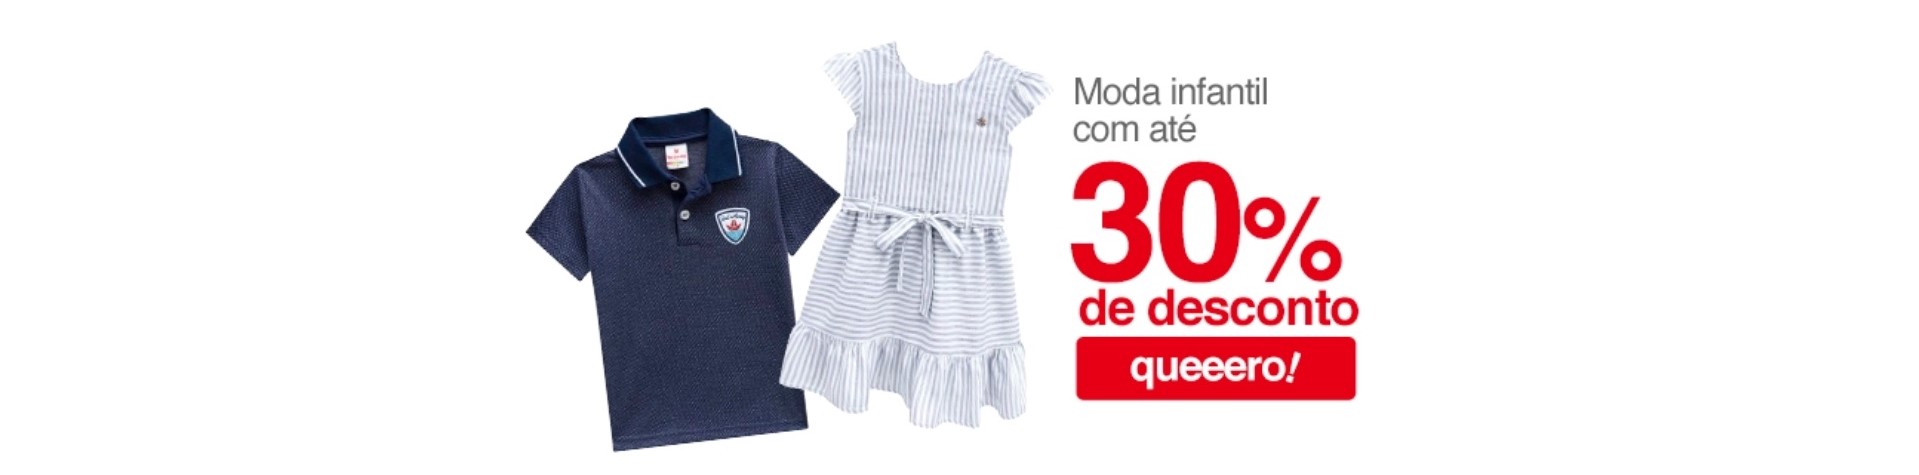 Moda infantil
com até
30%
de desconto
queeero!